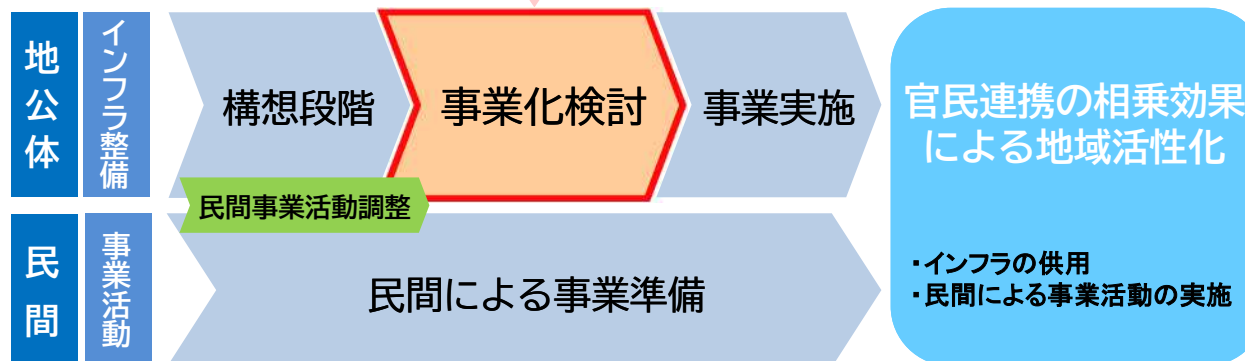 地公体
インフラ整備
構想段階
事業化検討
事業実施
民間事業活動調整
民間
事業活動
民間による事業準備
官民連携の相乗効果
による地域活性化
・インフラの供用
・民間による事業活動の実施